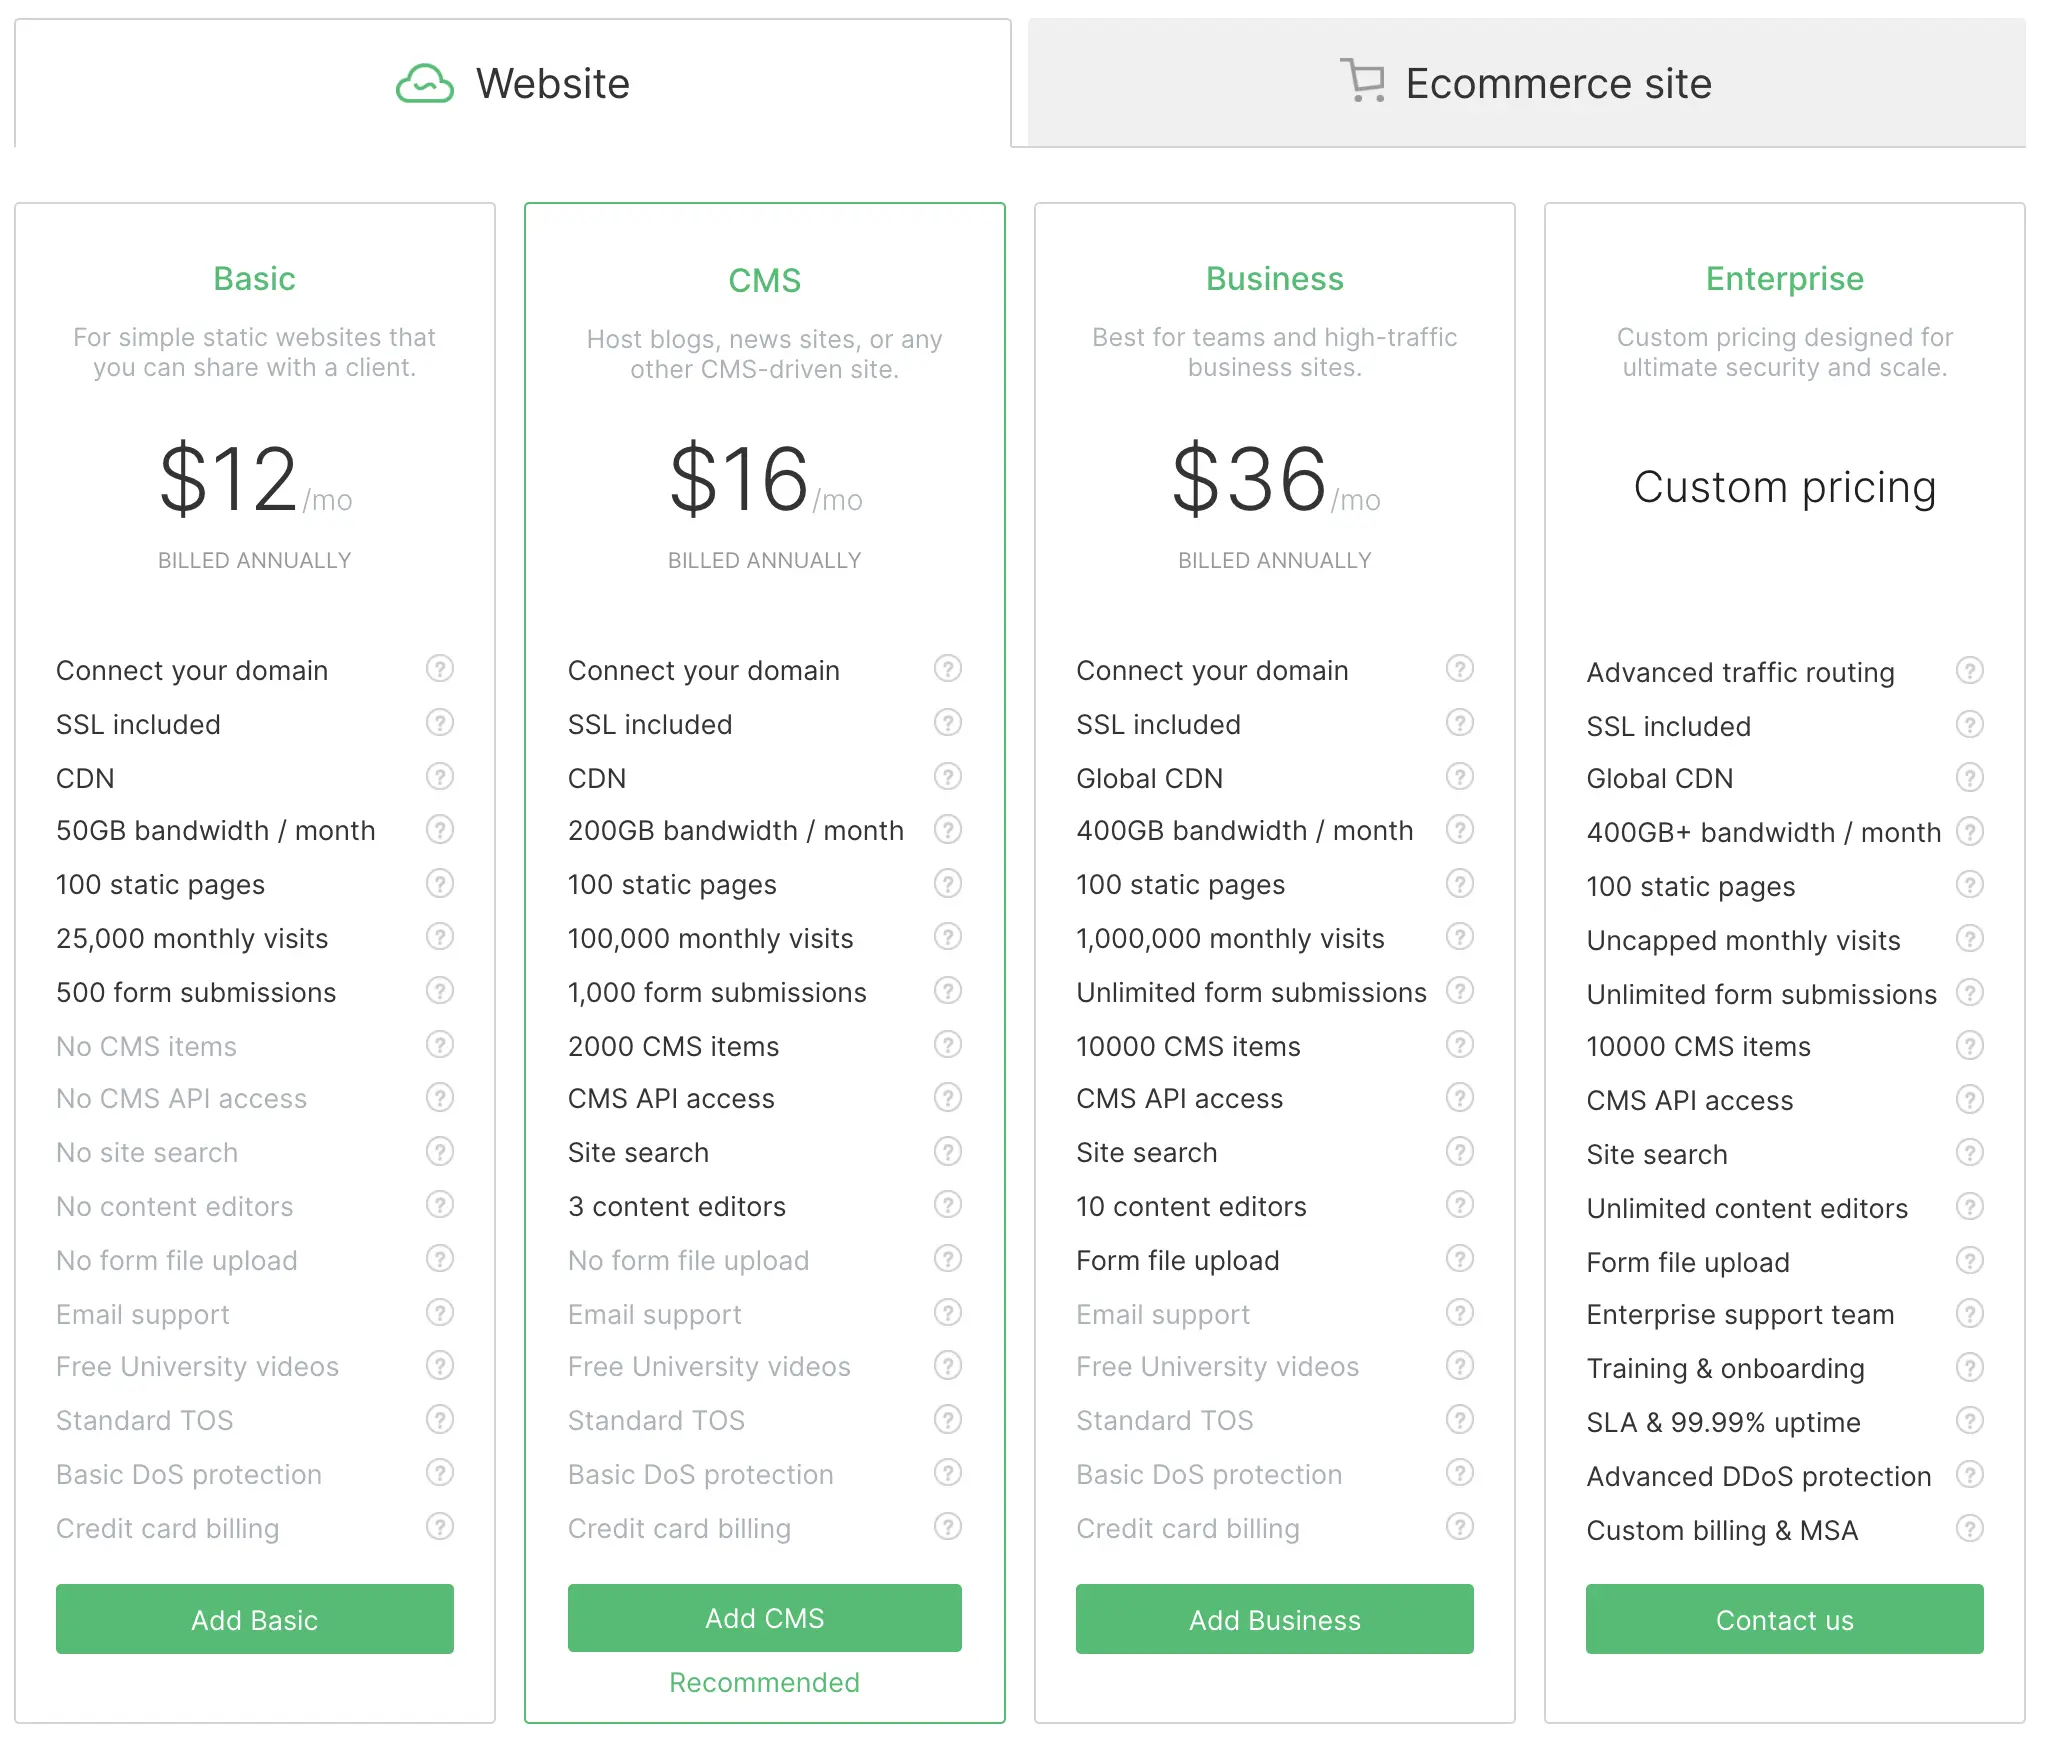 Website
Ecommerce site
Basic
For simple static websites that
you can share with a client.
$12/mo
BILLED ANNUALLY
Connect your domain ?
SSL included ?
CDN ?
50GB bandwidth / month ?
100 static pages ?
25,000 monthly visits ?
500 form submissions ?
No CMS items ?
No CMS API access ?
No site search ?
No content editors ?
No form file upload ?
Email support ?
Free University videos ?
Standard TOS ?
Basic DoS protection ?
Credit card billing ?
Add Basic
CMS
Host blogs, news sites, or any
other CMS-driven site.
$16/mo
BILLED ANNUALLY
Connect your domain ?
SSL included ?
CDN ?
200GB bandwidth / month ?
100 static pages ?
100,000 monthly visits ?
1,000 form submissions ?
2000 CMS items ?
CMS API access ?
Site search ?
3 content editors ?
No form file upload ?
Email support ?
Free University videos ?
Standard TOS ?
Basic DoS protection ?
Credit card billing ?
Add CMS
Recommended
Business
Best for teams and high-traffic
business sites.
$36/mo
BILLED ANNUALLY
Connect your domain ?
SSL included ?
Global CDN ?
400GB bandwidth / month ?
100 static pages ?
1,000,000 monthly visits ?
Unlimited form submissions ?
10000 CMS items ?
CMS API access ?
Site search ?
10 content editors ?
Form file upload ?
Email support ?
Free University videos ?
Standard TOS ?
Basic DoS protection ?
Credit card billing ?
Add Business
Enterprise
Custom pricing designed for
ultimate security and scale.
Custom pricing
Advanced traffic routing ?
SSL included ?
Global CDN ?
400GB+ bandwidth / month ?
100 static pages ?
Uncapped monthly visits ?
Unlimited form submissions ?
10000 CMS items ?
CMS API access ?
Site search ?
Unlimited content editors ?
Form file upload ?
Enterprise support team ?
Training & onboarding ?
SLA & 99.99% uptime ?
Advanced DDoS protection ?
Custom billing & MSA ?
Contact us